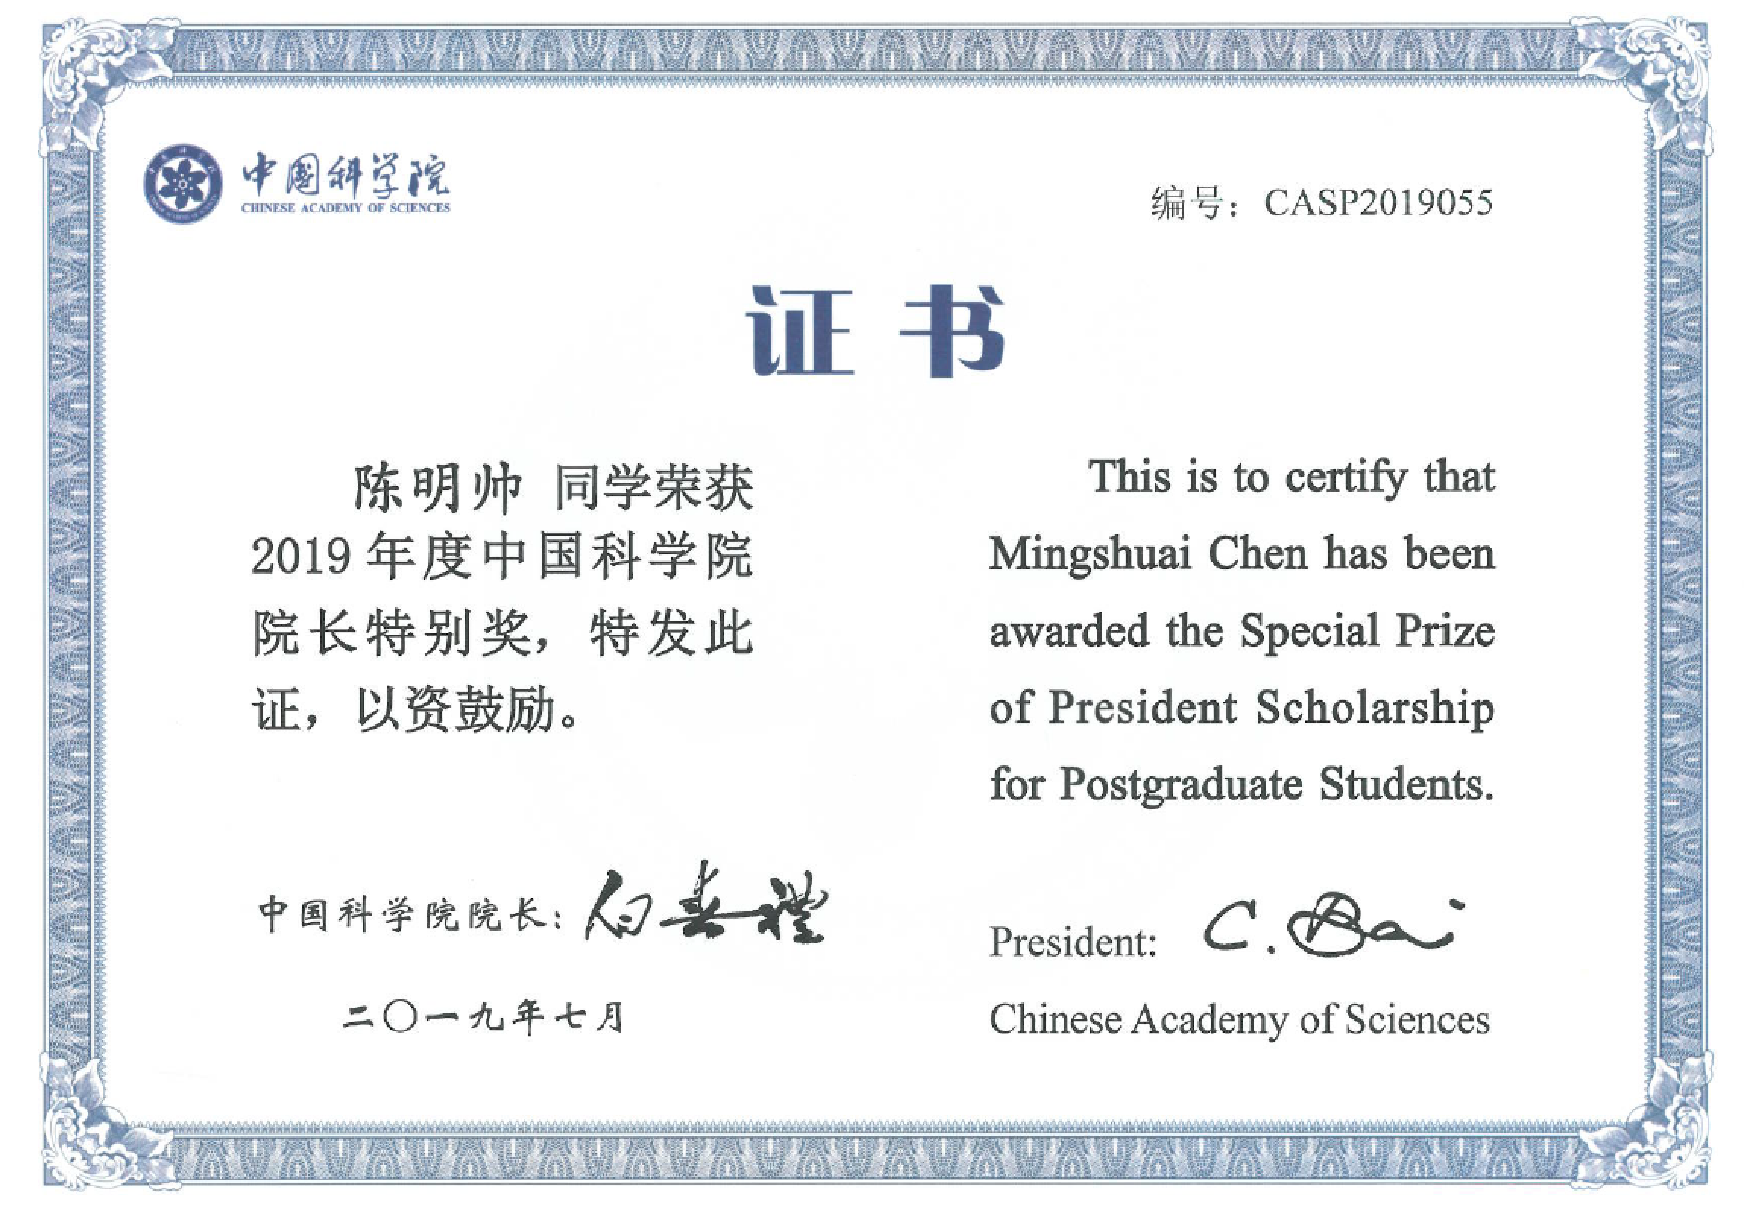 中国科学院
CHINESE ACADEMY OF SCIENCES
编号：CASP2019055
证书
陈明帅 同学荣获
2019年度中国科学院
院长特别奖，特发此
证，以资鼓励。
This is to certify that
Mingshuai Chen has been
awarded the Special Prize
of President Scholarship
for Postgraduate Students.
中国科学院院长：白春禮
二〇一九年七月
President: C. Bai
Chinese Academy of Sciences